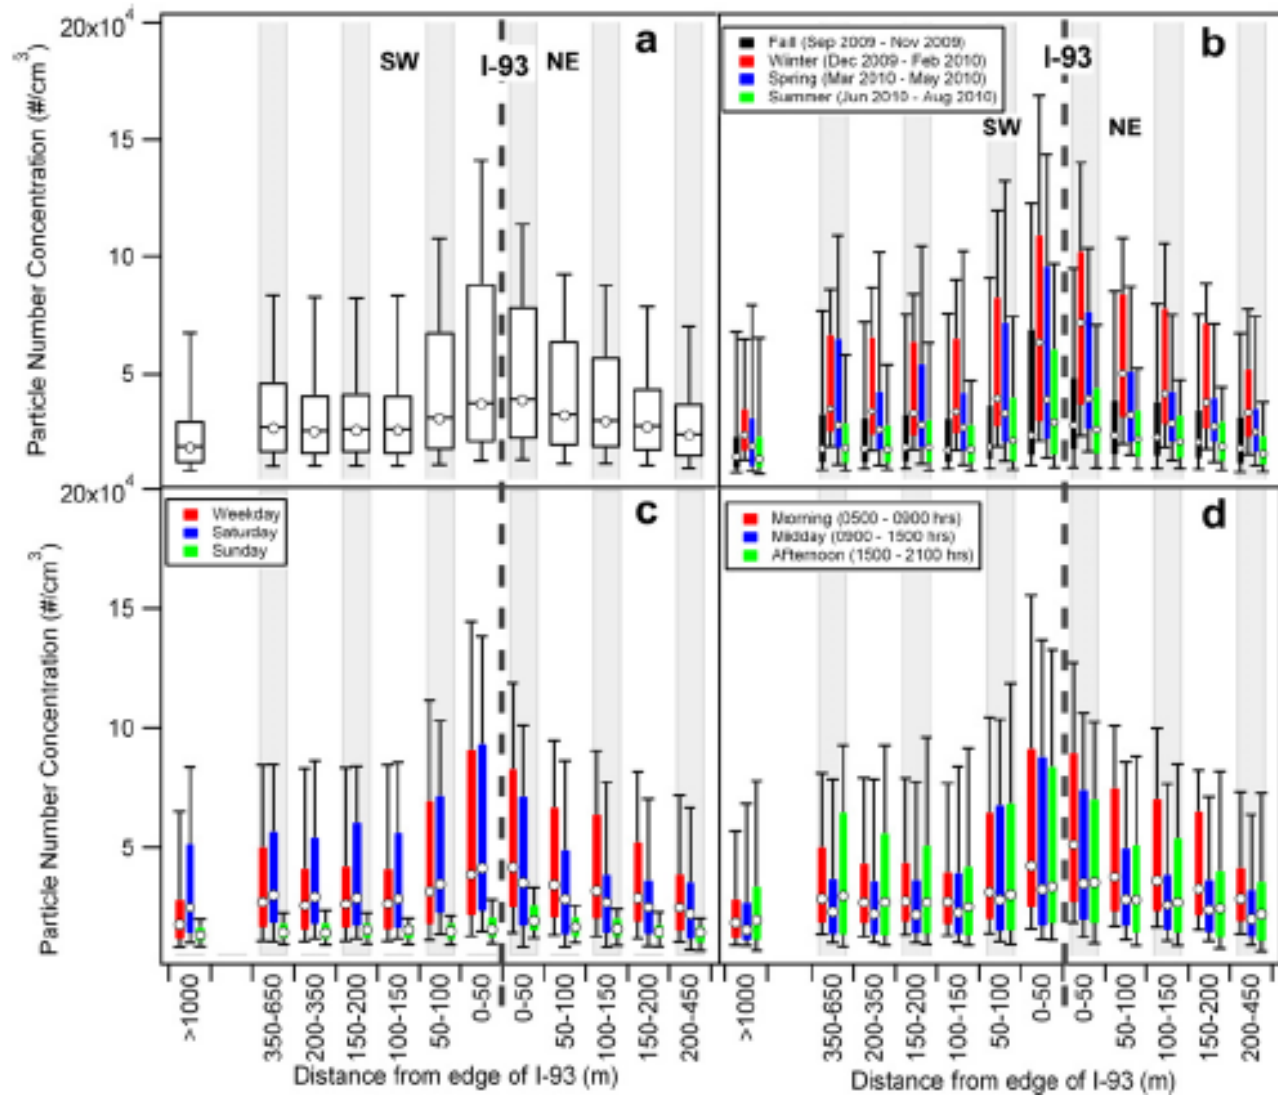 20x10⁴
15
10
5
Particle Number Concentration (#/cm³)
a
SW
I-93
NE
b
Fall (Sep 2009 - Nov 2009)
Winter (Dec 2009 - Feb 2010)
Spring (Mar 2010 - May 2010)
Summer (Jun 2010 - Aug 2010)
I-93
SW
NE
20x10⁴
15
10
5
Particle Number Concentration (#/cm³)
c
Weekday
Saturday
Sunday
d
Morning (0500 - 0900 hrs)
Midday (0900 - 1500 hrs)
Afternoon (1500 - 2100 hrs)
>1000
350-650
200-350
150-200
100-150
50-100
0-50
0-50
50-100
100-150
150-200
200-450
Distance from edge of I-93 (m)
>1000
350-650
200-350
150-200
100-150
50-100
0-50
0-50
50-100
100-150
150-200
200-450
Distance from edge of I-93 (m)